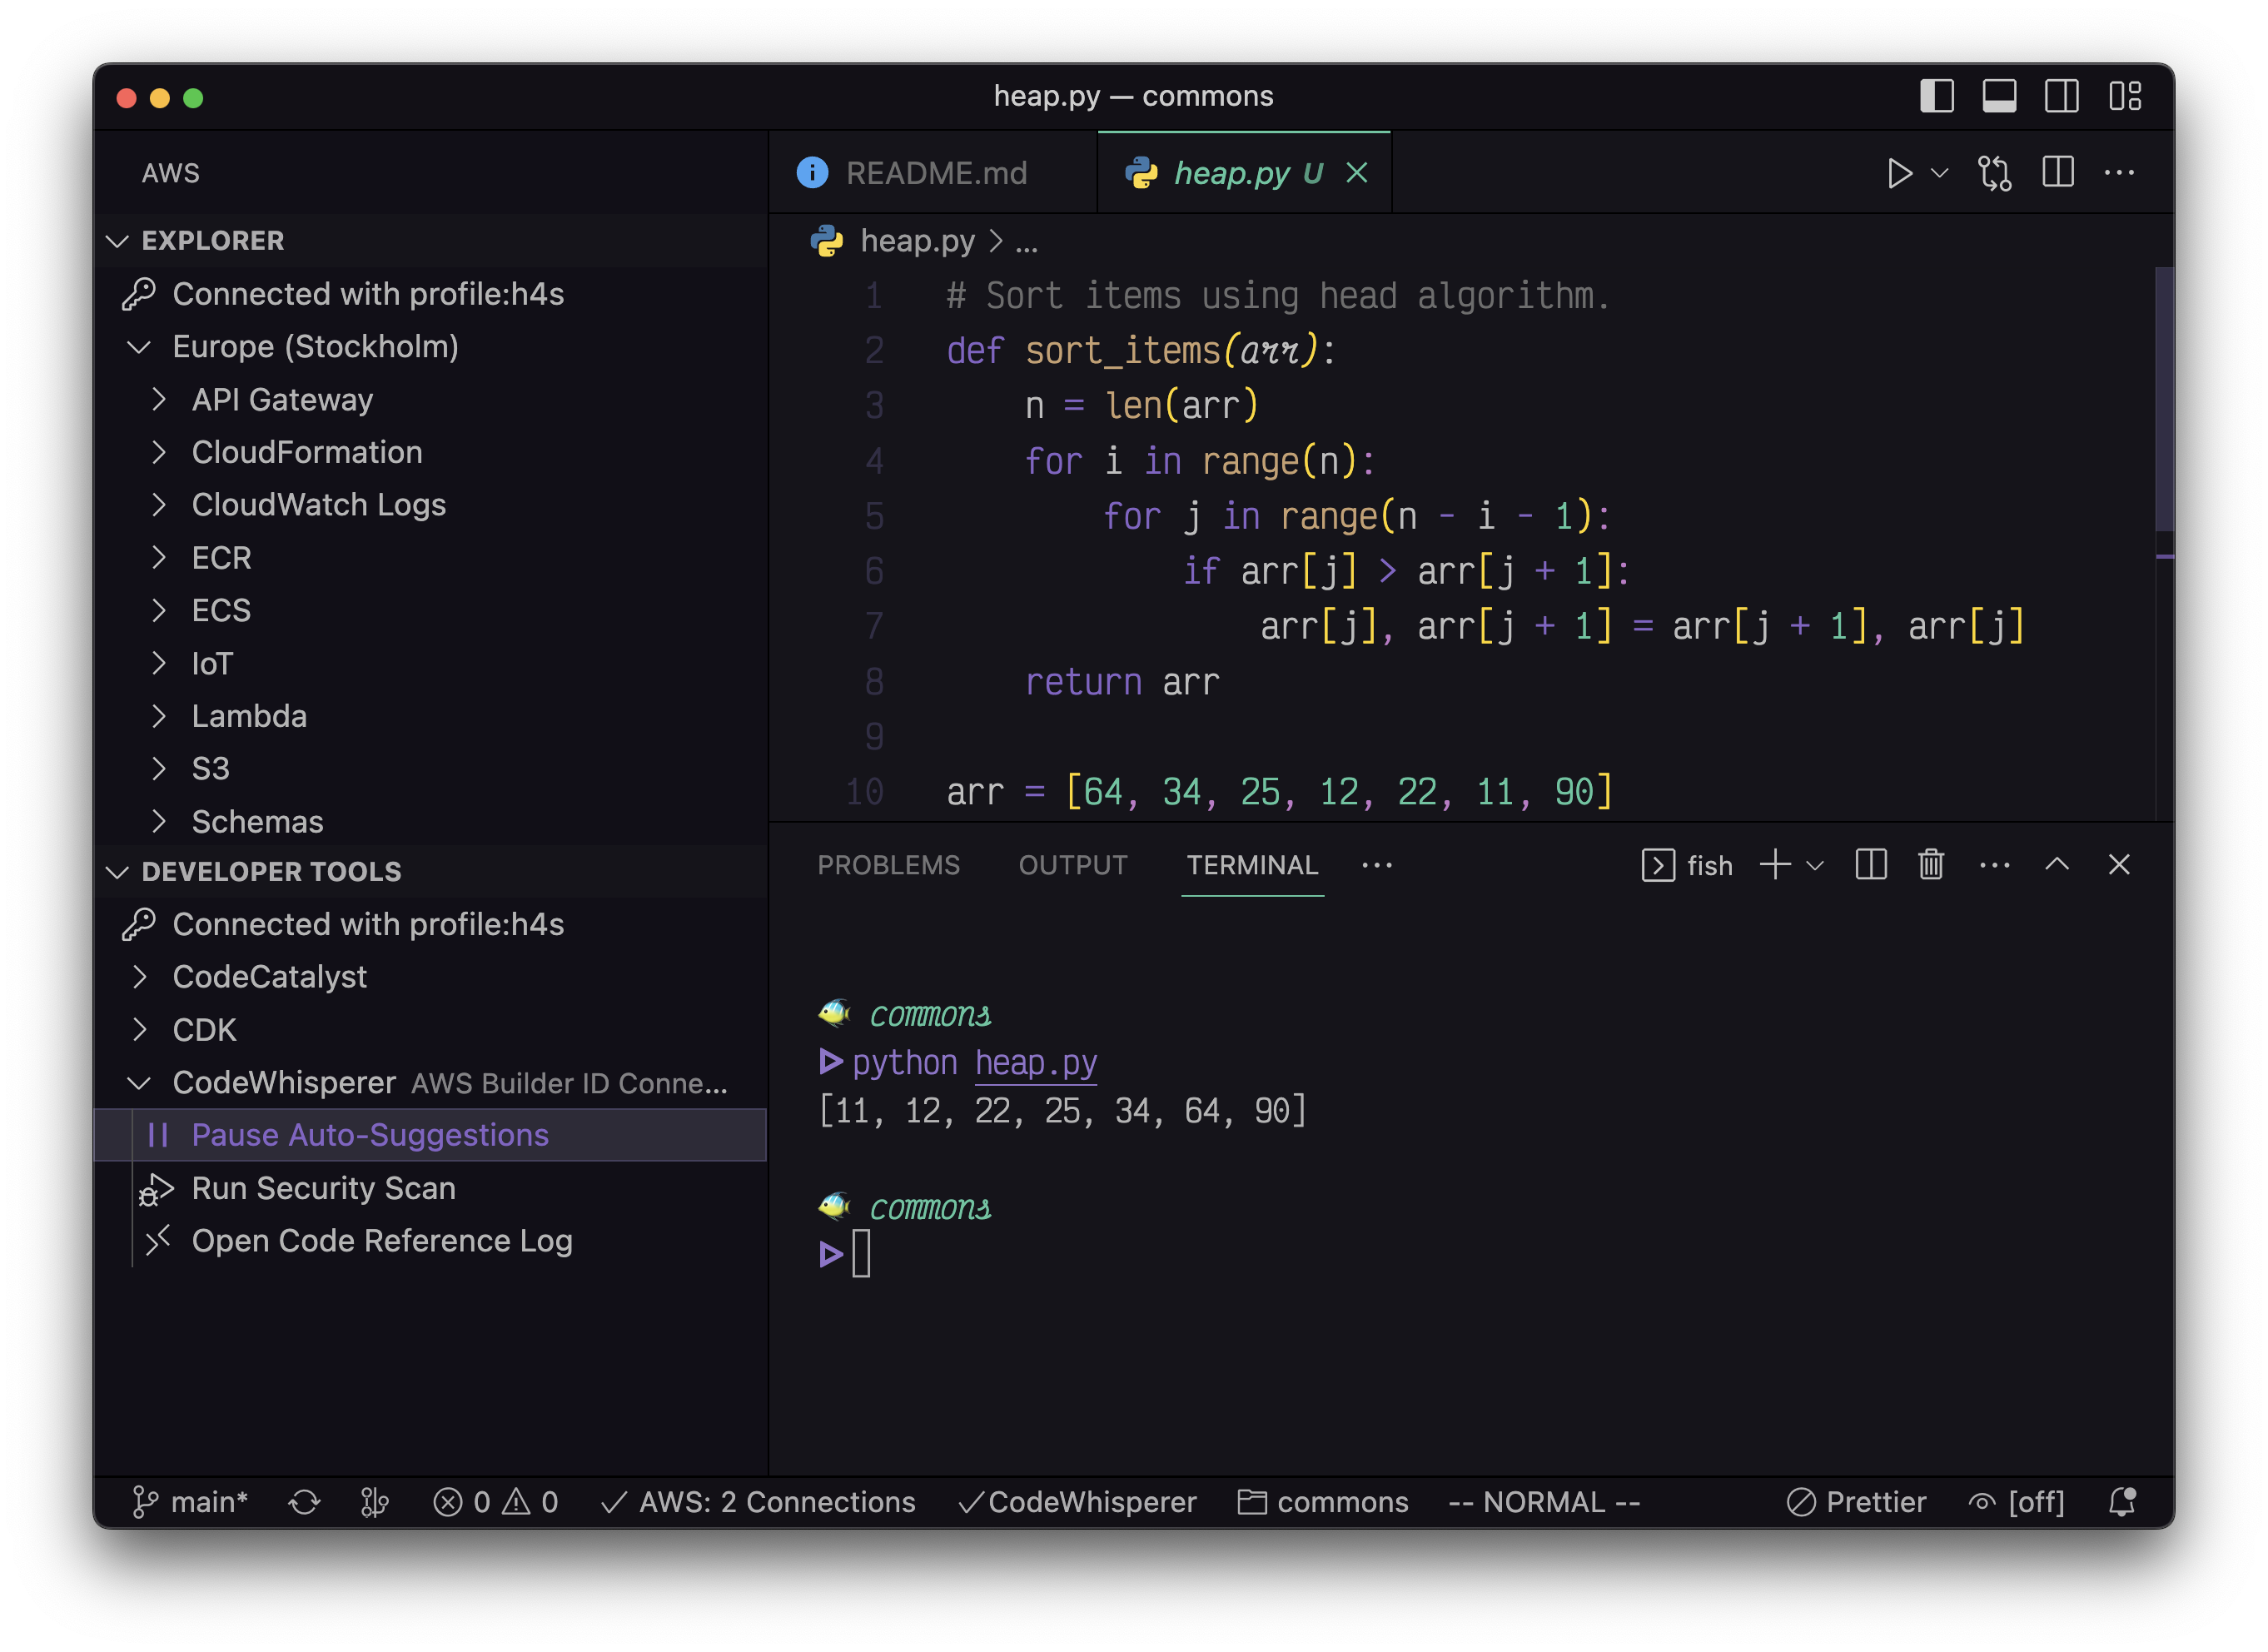 heap.py — commons
AWS
EXPLORER
Connected with profile:h4s
Europe (Stockholm)
API Gateway
CloudFormation
CloudWatch Logs
ECR
ECS
IoT
Lambda
S3
Schemas
DEVELOPER TOOLS
Connected with profile:h4s
CodeCatalyst
CDK
CodeWhisperer AWS Builder ID Conne...
Pause Auto-Suggestions
Run Security Scan
Open Code Reference Log
README.md heap.py U
heap.py > ...
1 # Sort items using head algorithm.
2 def sort_items(arr):
3     n = len(arr)
4     for i in range(n):
5         for j in range(n - i - 1):
6             if arr[j] > arr[j + 1]:
7                 arr[j], arr[j + 1] = arr[j + 1], arr[j]
8     return arr
9
10 arr = [64, 34, 25, 12, 22, 11, 90]
PROBLEMS OUTPUT TERMINAL ... fish
commons
python heap.py
[11, 12, 22, 25, 34, 64, 90]
commons
main* 0 0 AWS: 2 Connections CodeWhisperer commons -- NORMAL -- Prettier [off]